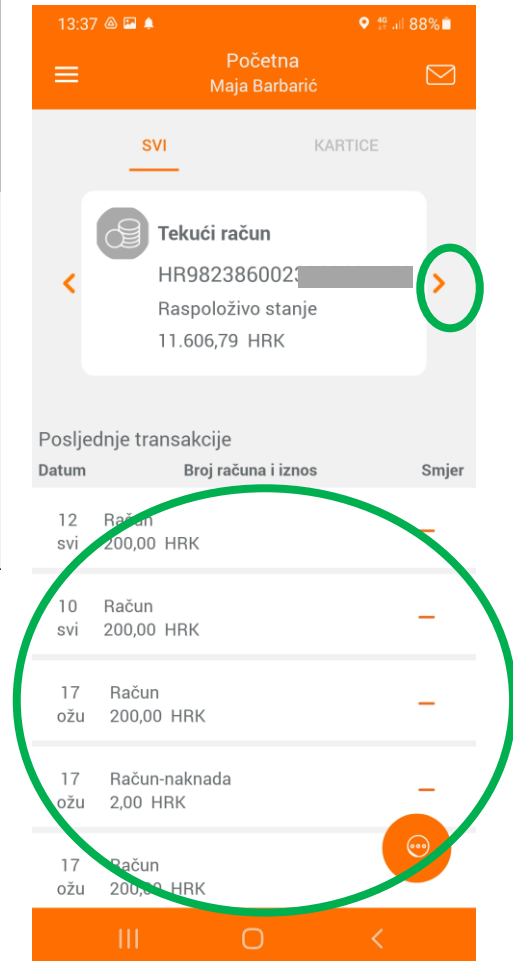 13:37 4G 88%
Početna
Maja Barbarić
SVI KARTICE
Tekući račun
HR9823860023
Raspoloživo stanje
11.606,79 HRK
Posljednje transakcije
Datum Broj računa i iznos Smjer
12 Račun
svi 200,00 HRK
10 Račun
svi 200,00 HRK
17 Račun
ožu 200,00 HRK
17 Račun-naknada
ožu 2,00 HRK
17 Račun
ožu 200,00 HRK